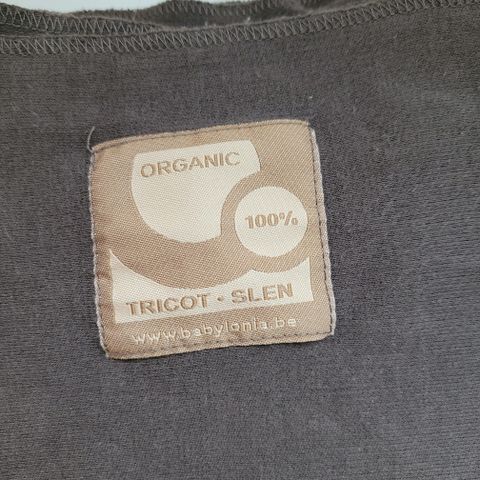 ORGANIC
100%
TRICOT · SLEN
www.babylonia.be